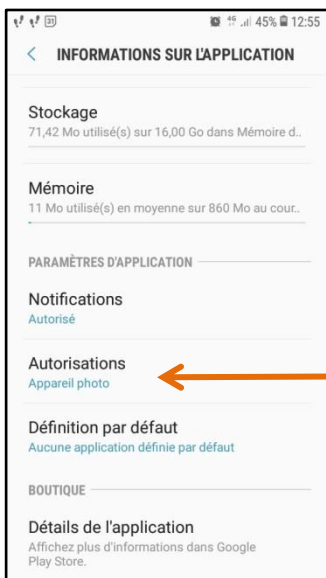 31 45% 12:55
INFORMATIONS SUR L'APPLICATION
Stockage
71,42 Mo utilisé(s) sur 16,00 Go dans Mémoire d..
Mémoire
11 Mo utilisé(s) en moyenne sur 860 Mo au cour..
PARAMÈTRES D'APPLICATION
Notifications
Autorisé
Autorisations
Appareil photo
Définition par défaut
Aucune application définie par défaut
BOUTIQUE
Détails de l'application
Affichez plus d'informations dans Google
Play Store.